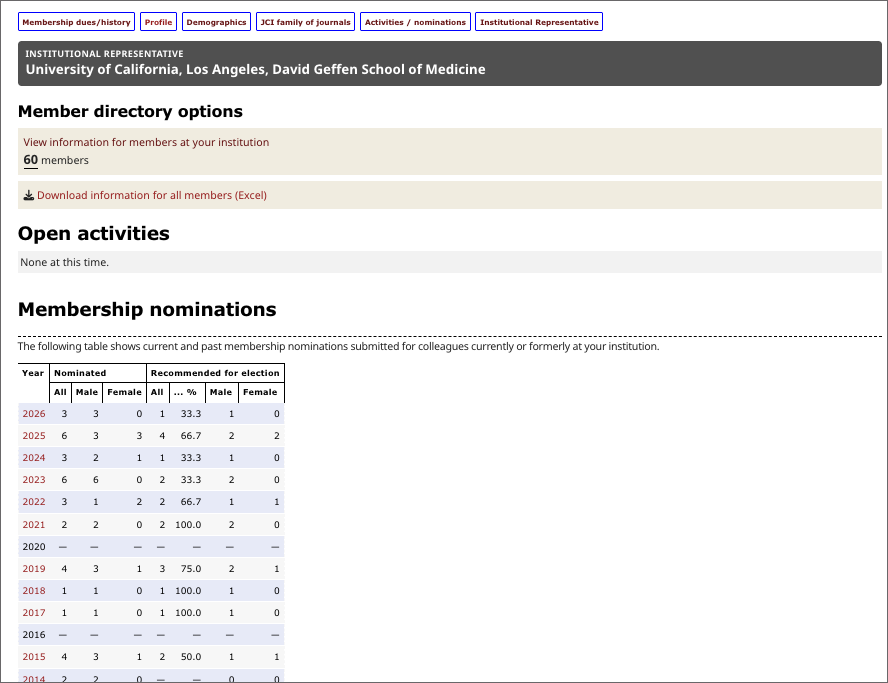 Membership dues/history Profile Demographics JCI family of journals Activities / nominations Institutional Representative
INSTITUTIONAL REPRESENTATIVE
University of California, Los Angeles, David Geffen School of Medicine
Member directory options
View information for members at your institution
60 members
Download information for all members (Excel)
Open activities
None at this time.
Membership nominations
The following table shows current and past membership nominations submitted for colleagues currently or formerly at your institution.
Year Nominated Recommended for election
All Male Female All ... % Male Female
2026 3 3 0 1 33.3 1 0
2025 6 3 3 4 66.7 2 2
2024 3 2 1 1 33.3 1 0
2023 6 6 0 2 33.3 2 0
2022 3 1 2 2 66.7 1 1
2021 2 2 0 2 100.0 2 0
2020 — — — — — — —
2019 4 3 1 3 75.0 2 1
2018 1 1 0 1 100.0 1 0
2017 1 1 0 1 100.0 1 0
2016 — — — — — — —
2015 4 3 1 2 50.0 1 1
2014 2 2 0 — — 0 0